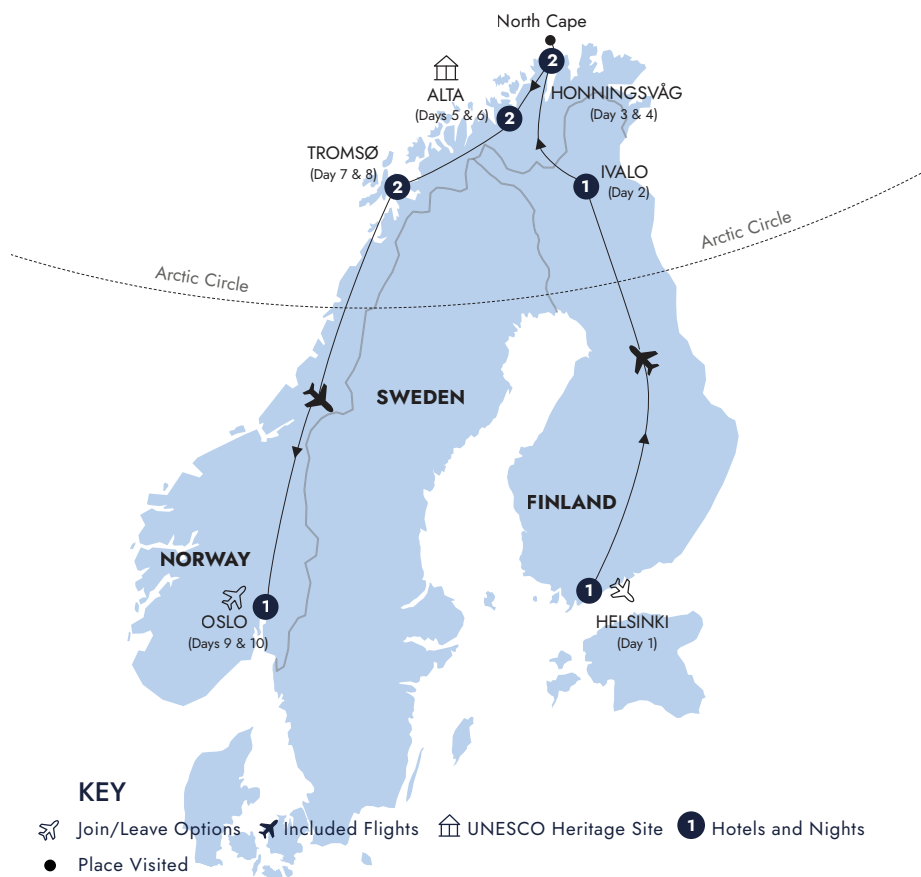 North Cape
2
ALTA
(Days 5 & 6)
2
HONNINGSVÅG
(Day 3 & 4)
TROMSØ
(Day 7 & 8)
2
IVALO
(Day 2)
1
Arctic Circle
Arctic Circle
SWEDEN
FINLAND
NORWAY
1
OSLO
(Days 9 & 10)
1
HELSINKI
(Day 1)
KEY
Join/Leave Options
Included Flights
UNESCO Heritage Site
1 Hotels and Nights
Place Visited